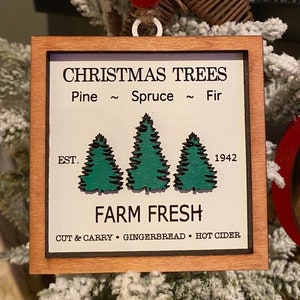 CHRISTMAS TREES
Pine ~ Spruce ~ Fir
EST. 1942
FARM FRESH
CUT & CARRY • GINGERBREAD • HOT CIDER